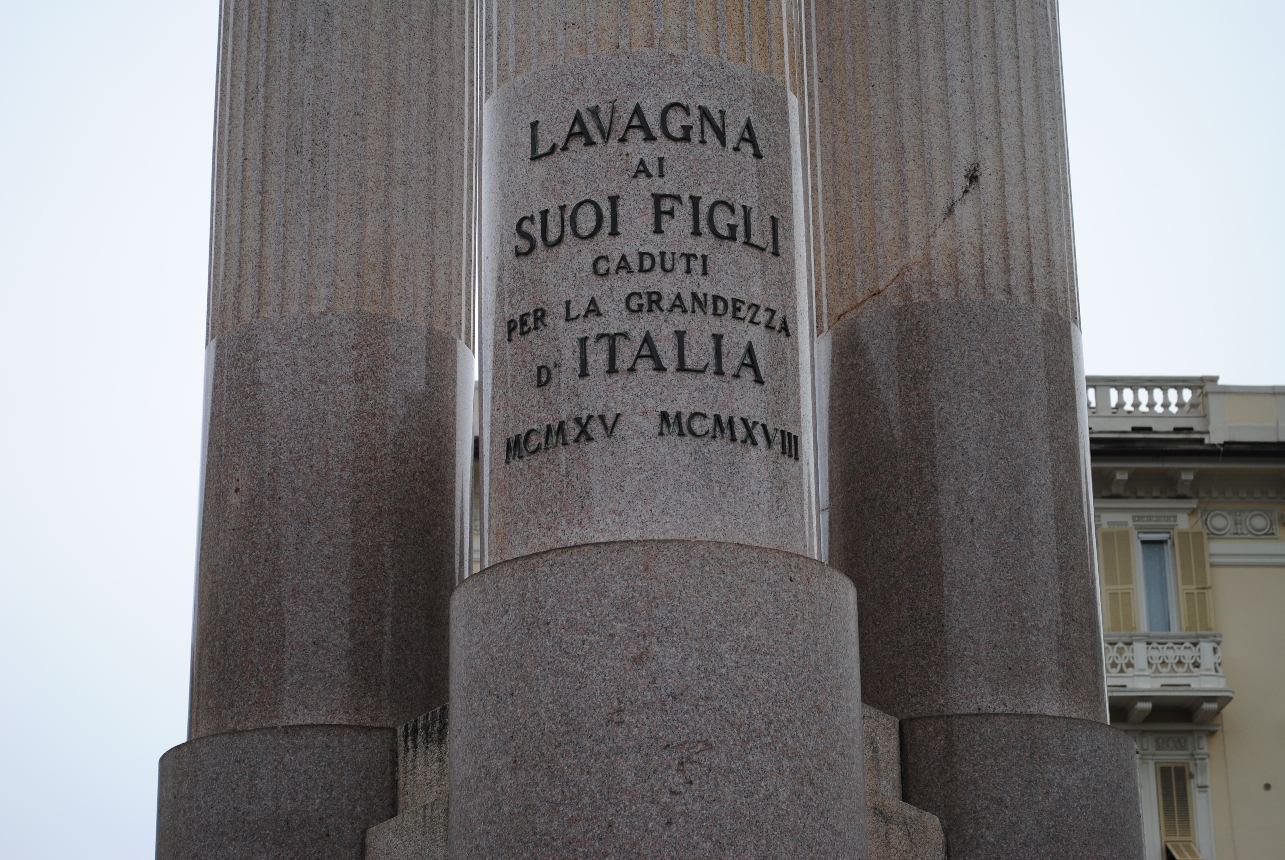 LAVAGNA
AI
SUOI FIGLI
CADUTI
PER LA GRANDEZZA
D' ITALIA
MCMXV MCMXVIII